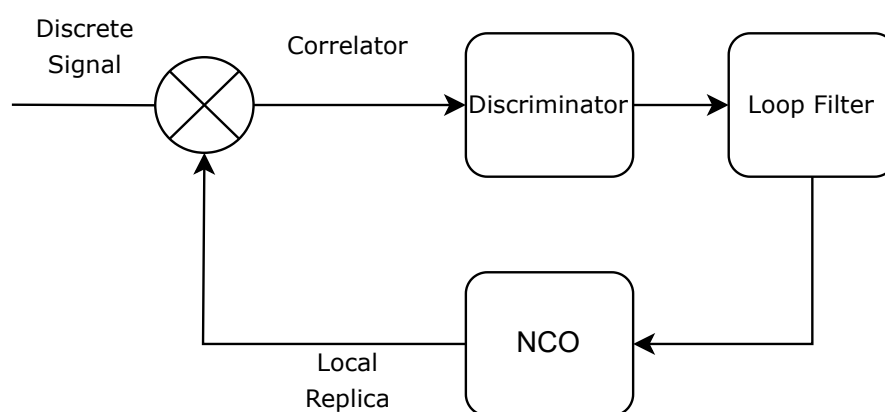 Discrete
Signal
Correlator
Discriminator
Loop Filter
NCO
Local
Replica